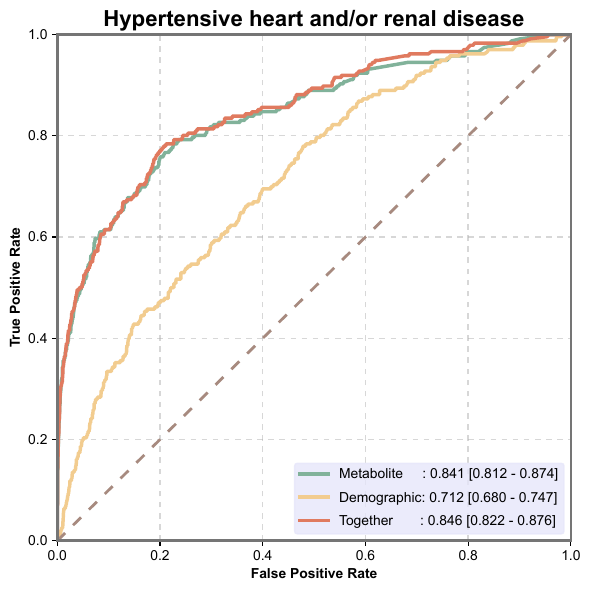 Hypertensive heart and/or renal disease
True Positive Rate
1.0
0.8
0.6
0.4
0.2
0.0
Metabolite : 0.841 [0.812 - 0.874]
Demographic: 0.712 [0.680 - 0.747]
Together : 0.846 [0.822 - 0.876]
0.0 0.2 0.4 0.6 0.8 1.0
False Positive Rate